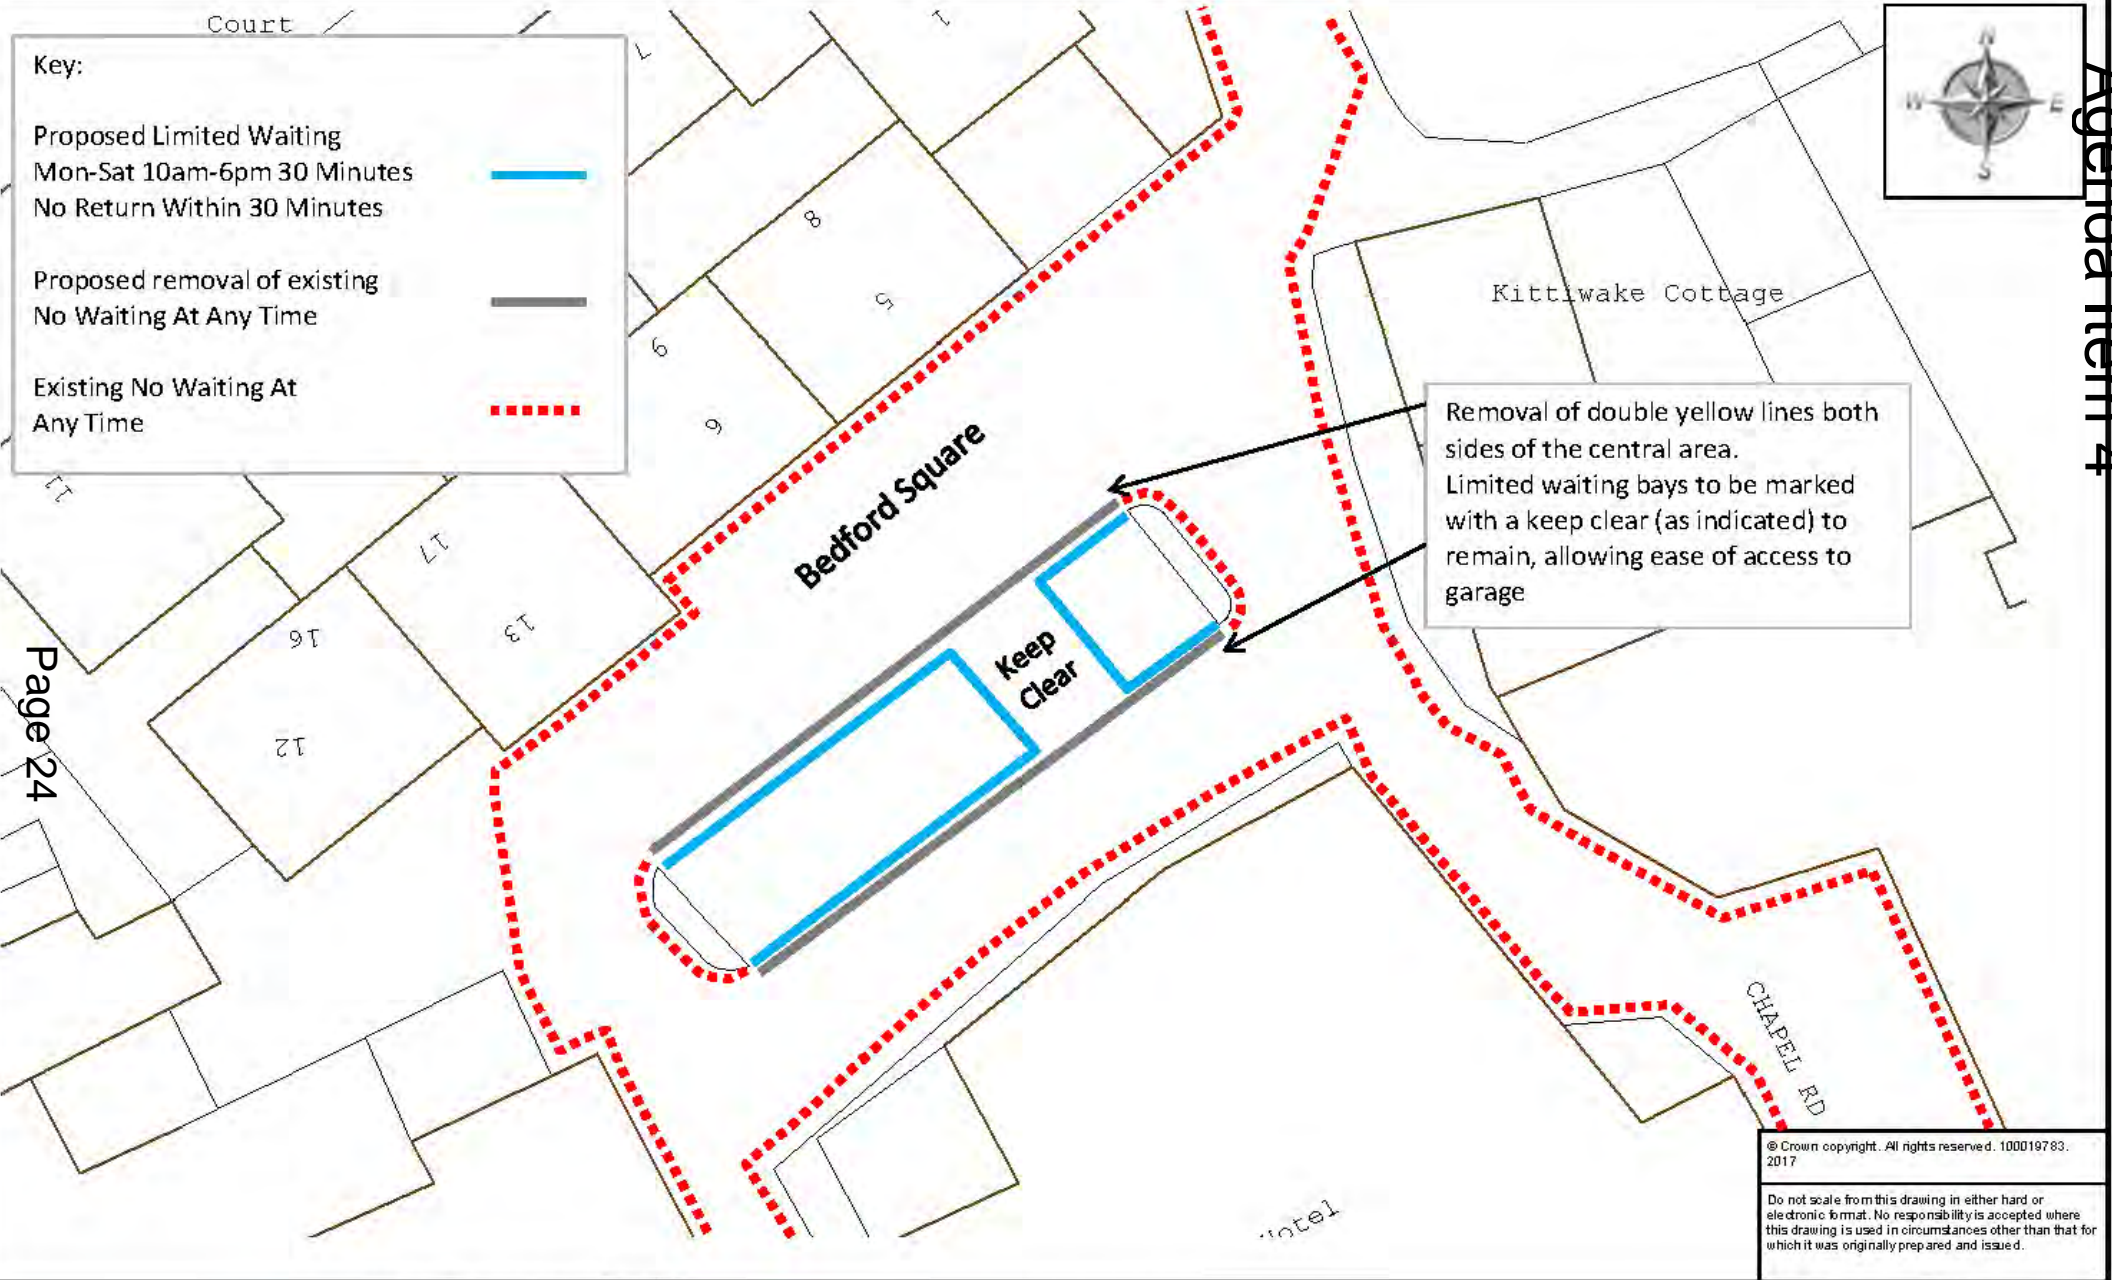 Agenda Item 4
Page 24
Court
Key:
Proposed Limited Waiting
Mon-Sat 10am-6pm 30 Minutes
No Return Within 30 Minutes
Proposed removal of existing
No Waiting At Any Time
Existing No Waiting At
Any Time
N
W
E
S
7
1
8
5
9
6
11
17
13
16
12
Kittiwake Cottage
Bedford Square
Keep
Clear
Removal of double yellow lines both
sides of the central area.
Limited waiting bays to be marked
with a keep clear (as indicated) to
remain, allowing ease of access to
garage
CHAPEL RD
© Crown copyright. All rights reserved. 100019783.
2017
Do not scale from this drawing in either hard or
electronic format. No responsibility is accepted where
this drawing is used in circumstances other than that for
which it was originally prepared and issued.